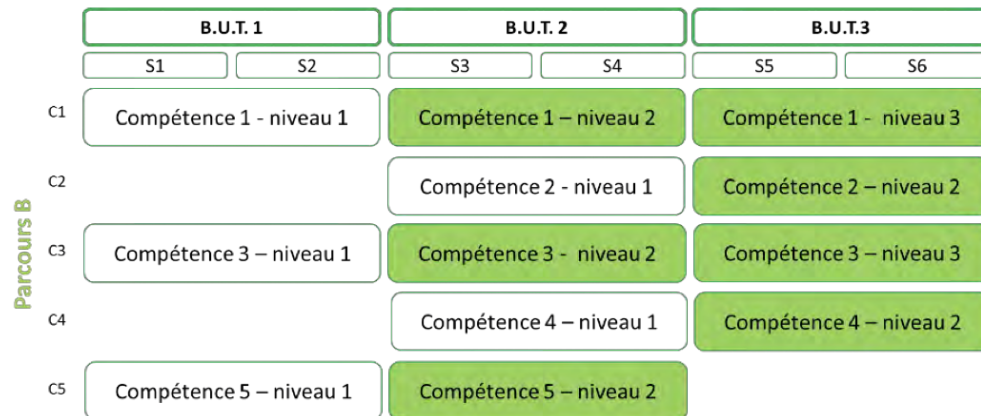 B.U.T. 1 B.U.T. 2 B.U.T.3
S1 S2 S3 S4 S5 S6
C1 Compétence 1 - niveau 1 Compétence 1 – niveau 2 Compétence 1 - niveau 3
C2 Compétence 2 - niveau 1 Compétence 2 – niveau 2
Parcours B
C3 Compétence 3 – niveau 1 Compétence 3 - niveau 2 Compétence 3 – niveau 3
C4 Compétence 4 – niveau 1 Compétence 4 – niveau 2
C5 Compétence 5 – niveau 1 Compétence 5 – niveau 2